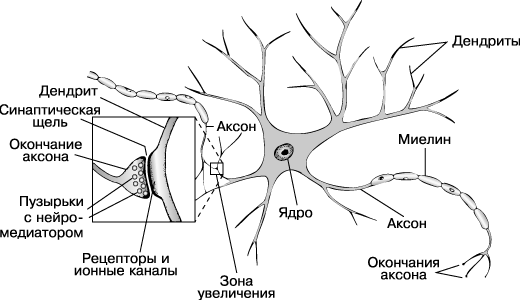 Дендриты
Дендрит
Синаптическая
щель
Окончание
аксона
Пузырьки
с нейро-
медиатором
Рецепторы и
ионные каналы
Аксон
Зона
увеличения
Ядро
Миелин
Аксон
Окончания
аксона